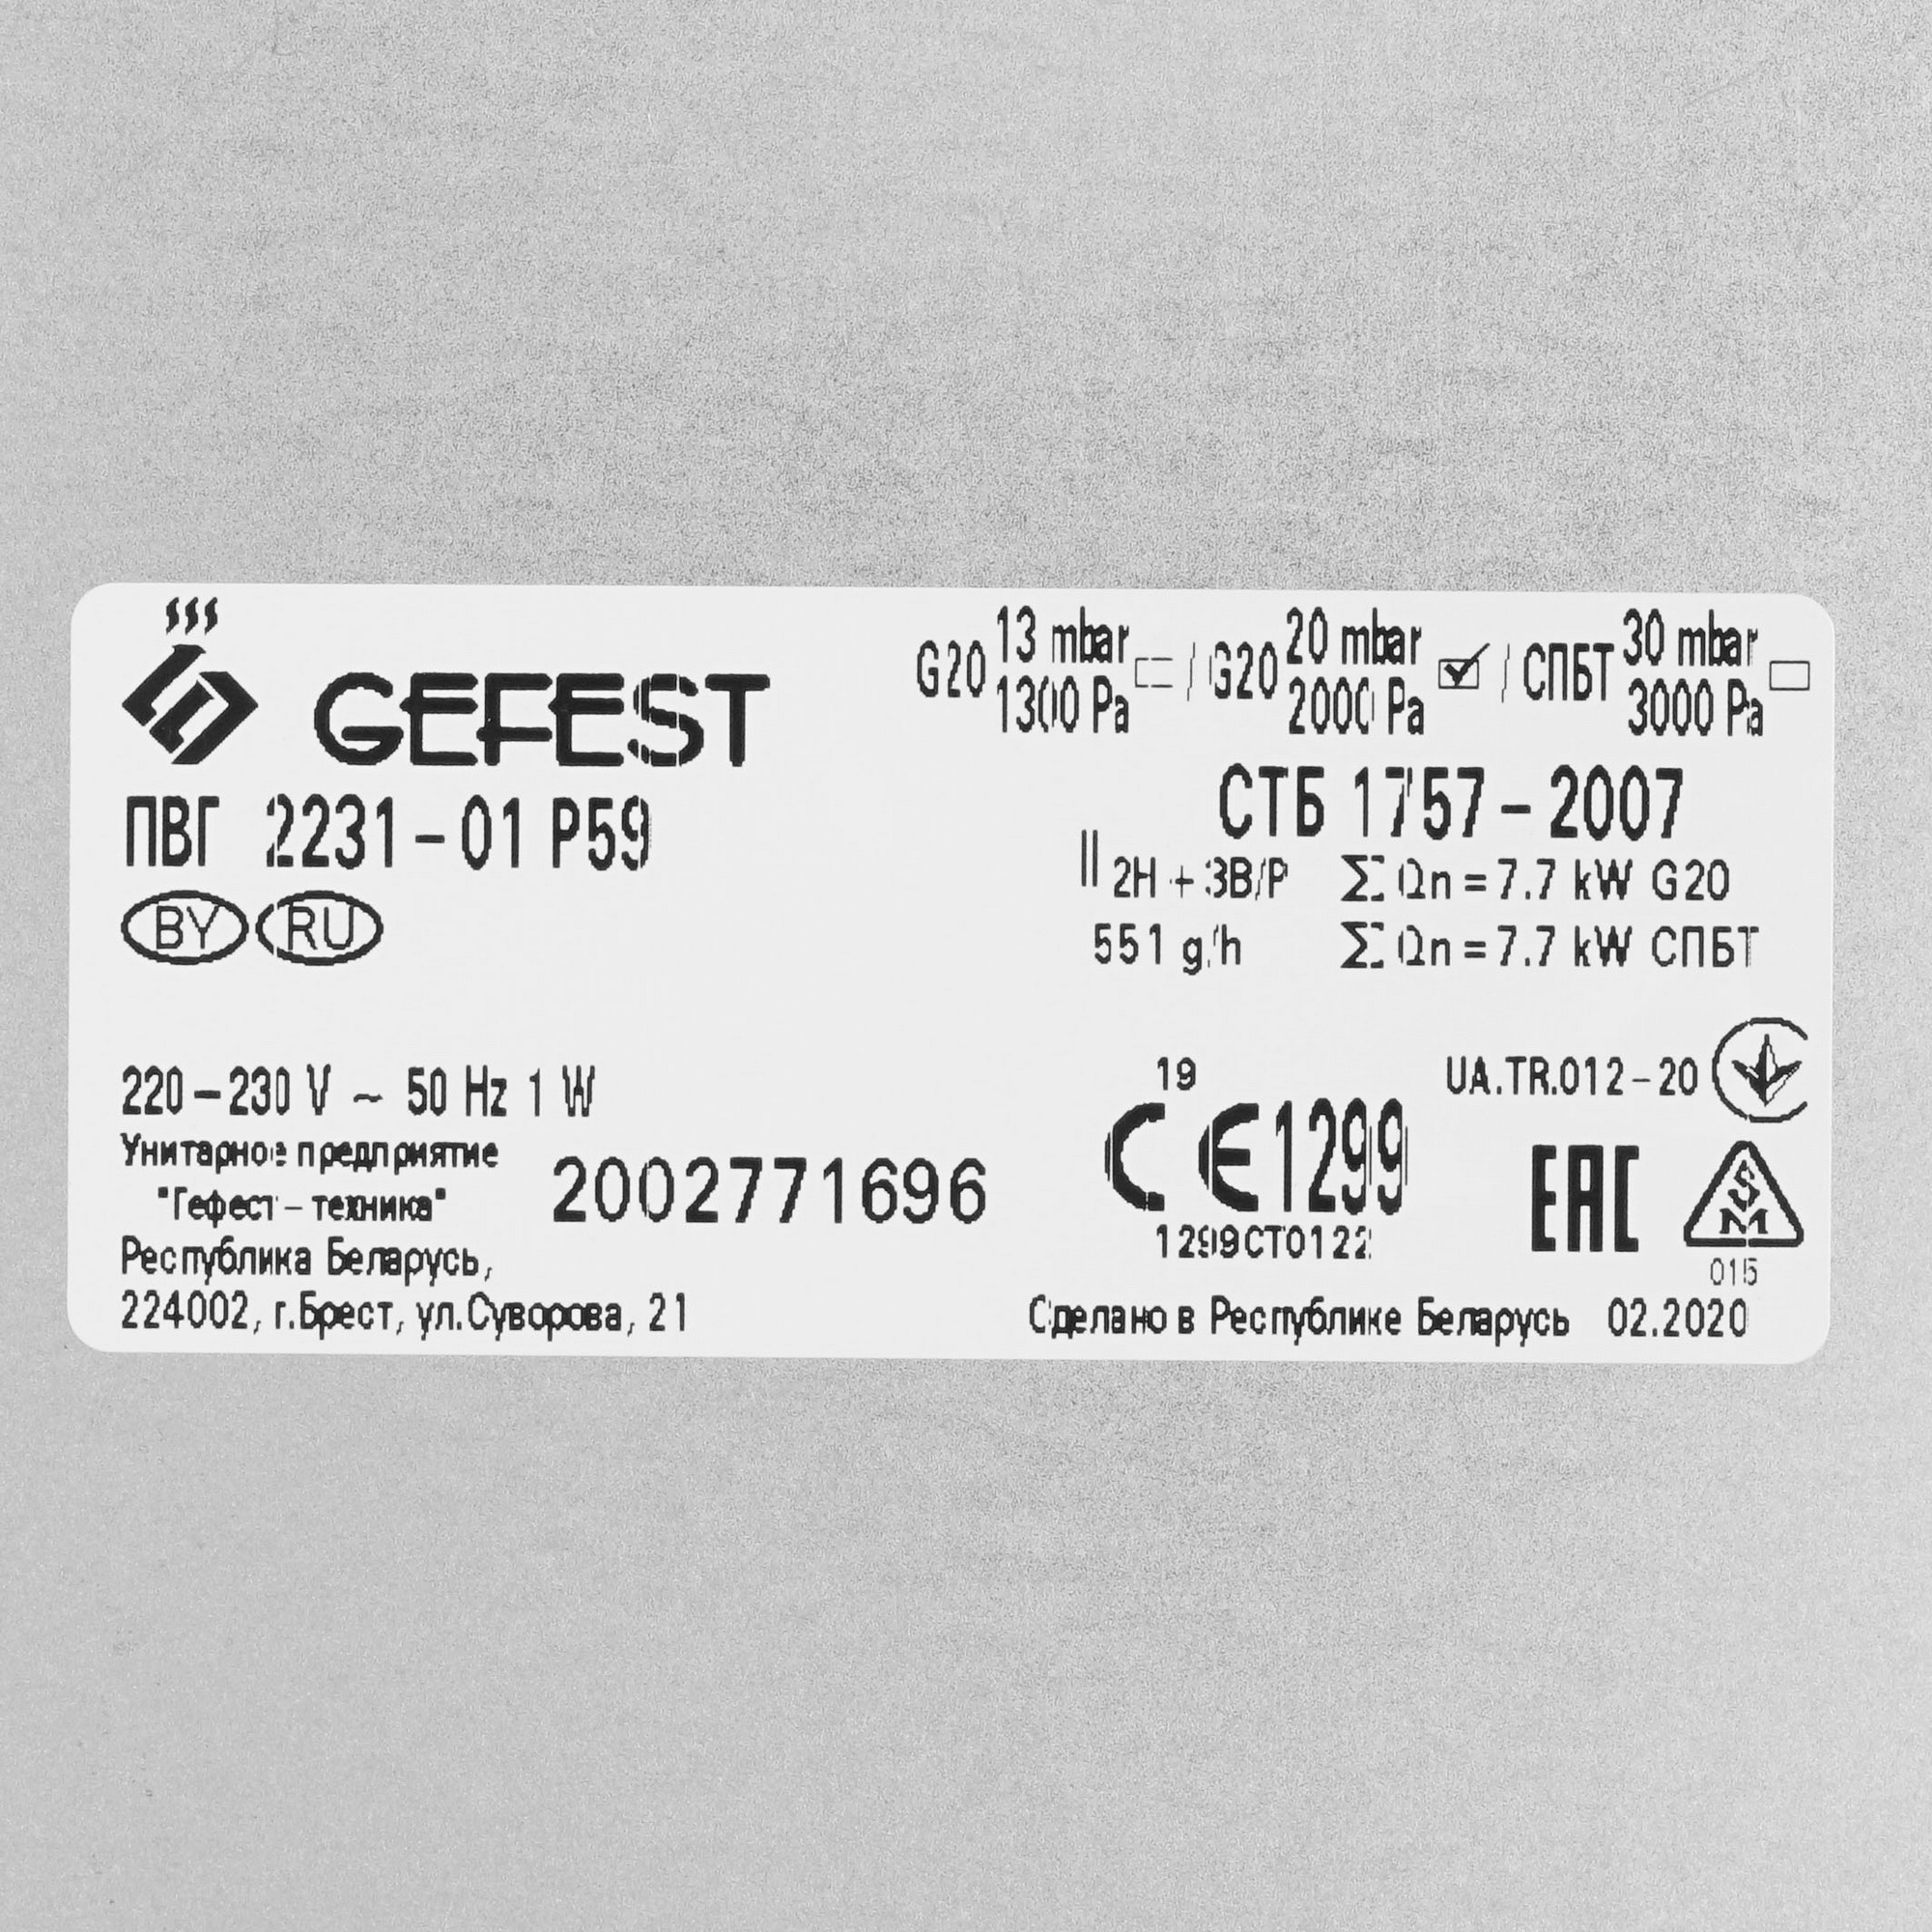 GEFEST
G20 13 mbar 1300 Pa ☐ / G20 20 mbar 2000 Pa ☑ / СПБТ 30 mbar 3000 Pa ☐
ПВГ 2231-01 Р59
СТБ 1757-2007
II 2H + 3B/P Σ Qn = 7.7 kW G20
BY RU
551 g/h Σ Qn = 7.7 kW СПБТ
220-230 V ~ 50 Hz 1 W
Унитарное предприятие
"Гефест-техника"
Республика Беларусь,
224002, г.Брест, ул.Суворова, 21
2002771696
19
CE 1299
1299CT0122
UA.TR.012-20
EAC
S
M
015
Сделано в Республике Беларусь 02.2020